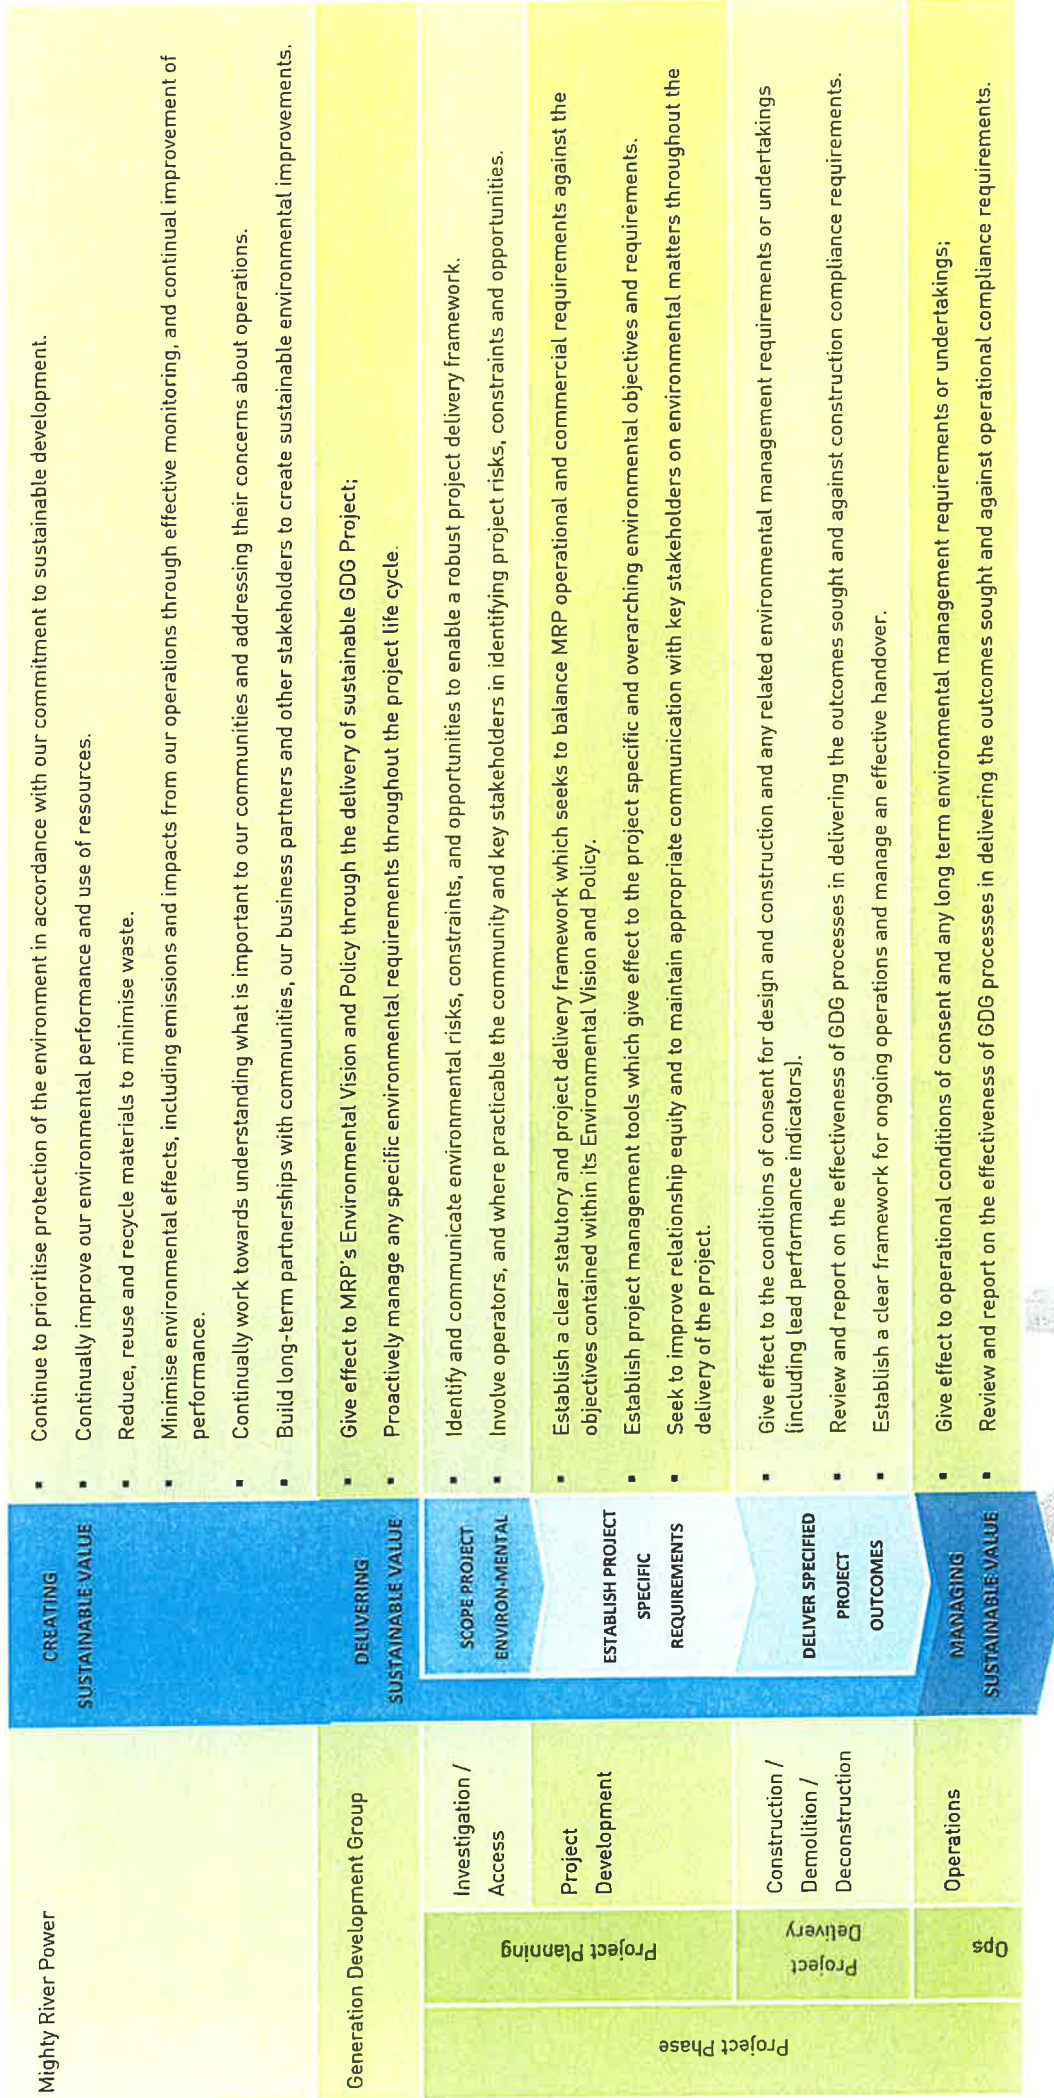 Mighty River Power
CREATING
SUSTAINABLE VALUE
▪ Continue to prioritise protection of the environment in accordance with our commitment to sustainable development.
▪ Continually improve our environmental performance and use of resources.
▪ Reduce, reuse and recycle materials to minimise waste.
▪ Minimise environmental effects, including emissions and impacts from our operations through effective monitoring, and continual improvement of
performance.
▪ Continually work towards understanding what is important to our communities and addressing their concerns about operations.
▪ Build long-term partnerships with communities, our business partners and other stakeholders to create sustainable environmental improvements.
Generation Development Group
DELIVERING
SUSTAINABLE VALUE
▪ Give effect to MRP's Environmental Vision and Policy through the delivery of sustainable GDG Project;
▪ Proactively manage any specific environmental requirements throughout the project life cycle.
Project Phase
Project Planning
Investigation /
Access
SCOPE PROJECT
ENVIRON-MENTAL
▪ Identify and communicate environmental risks, constraints, and opportunities to enable a robust project delivery framework.
▪ Involve operators, and where practicable the community and key stakeholders in identifying project risks, constraints and opportunities.
Project
Development
ESTABLISH PROJECT
SPECIFIC
REQUIREMENTS
▪ Establish a clear statutory and project delivery framework which seeks to balance MRP operational and commercial requirements against the
objectives contained within its Environmental Vision and Policy.
▪ Establish project management tools which give effect to the project specific and overarching environmental objectives and requirements.
▪ Seek to improve relationship equity and to maintain appropriate communication with key stakeholders on environmental matters throughout the
delivery of the project.
Project
Delivery
Construction /
Demolition /
Deconstruction
DELIVER SPECIFIED
PROJECT
OUTCOMES
▪ Give effect to the conditions of consent for design and construction and any related environmental management requirements or undertakings
(including lead performance indicators).
▪ Review and report on the effectiveness of GDG processes in delivering the outcomes sought and against construction compliance requirements.
▪ Establish a clear framework for ongoing operations and manage an effective handover.
Ops
Operations
MANAGING
SUSTAINABLE VALUE
▪ Give effect to operational conditions of consent and any long term environmental management requirements or undertakings;
▪ Review and report on the effectiveness of GDG processes in delivering the outcomes sought and against operational compliance requirements.